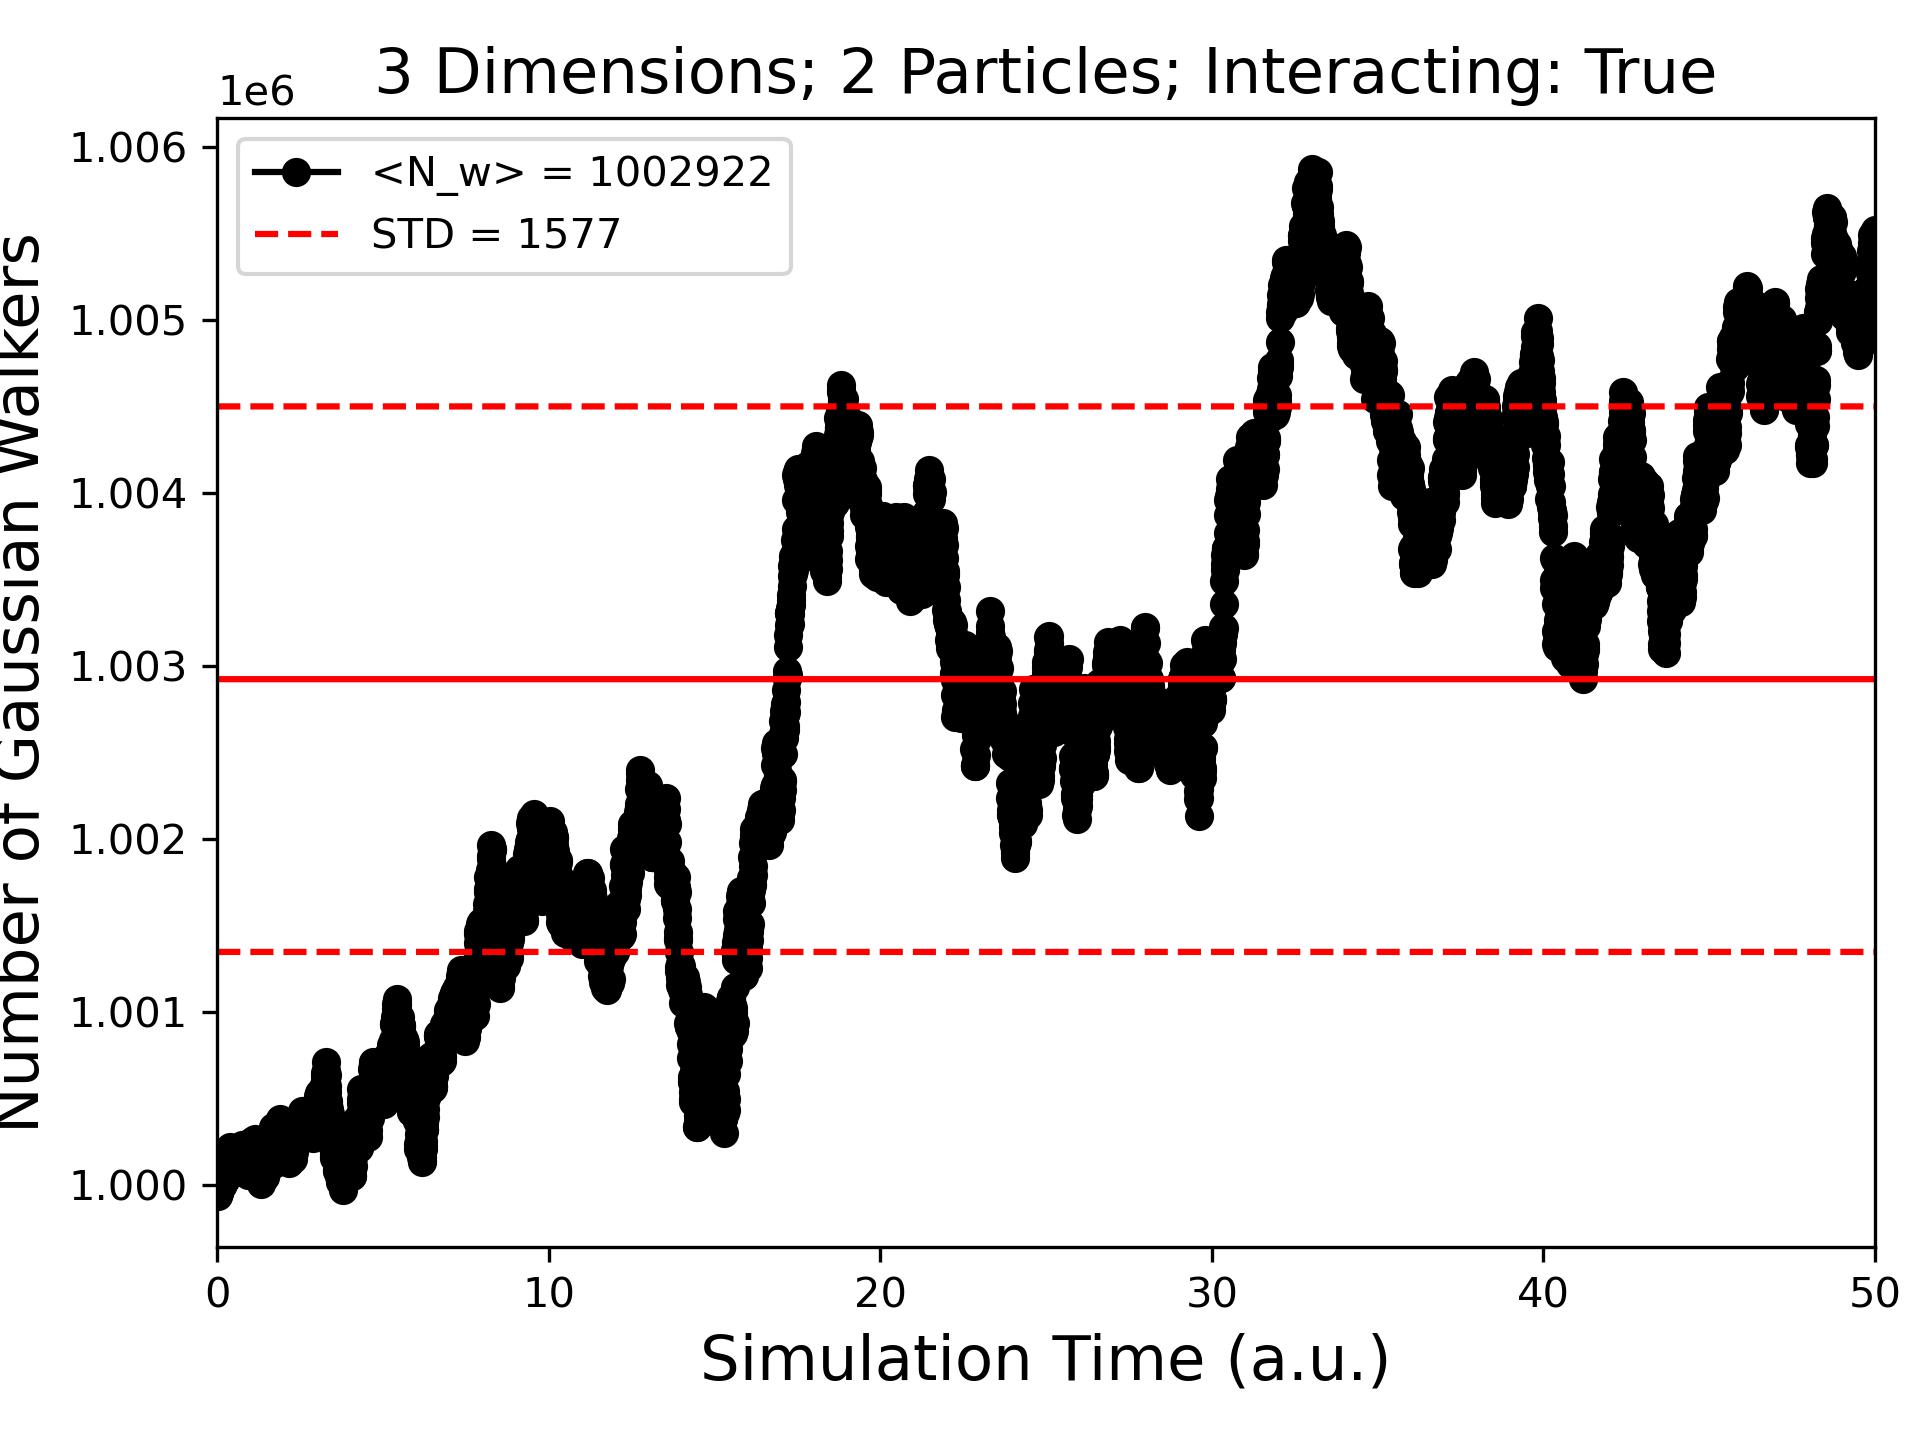 3 Dimensions; 2 Particles; Interacting: True
1e6
<N_w> = 1002922
STD = 1577
1.006
1.005
1.004
1.003
1.002
1.001
1.000
Number of Gaussian Walkers
0 10 20 30 40 50
Simulation Time (a.u.)